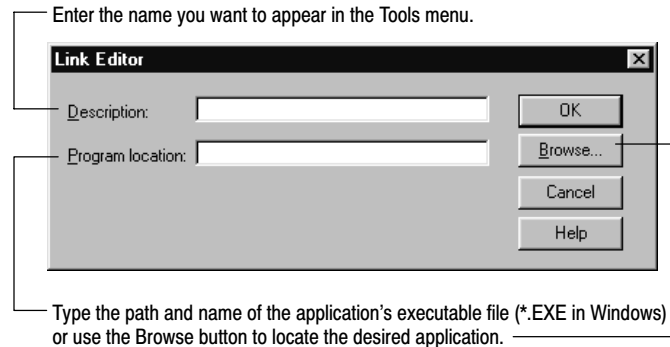 Enter the name you want to appear in the Tools menu.
Link Editor
Description:
OK
Program location:
Browse...
Cancel
Help
Type the path and name of the application's executable file (*.EXE in Windows)
or use the Browse button to locate the desired application.